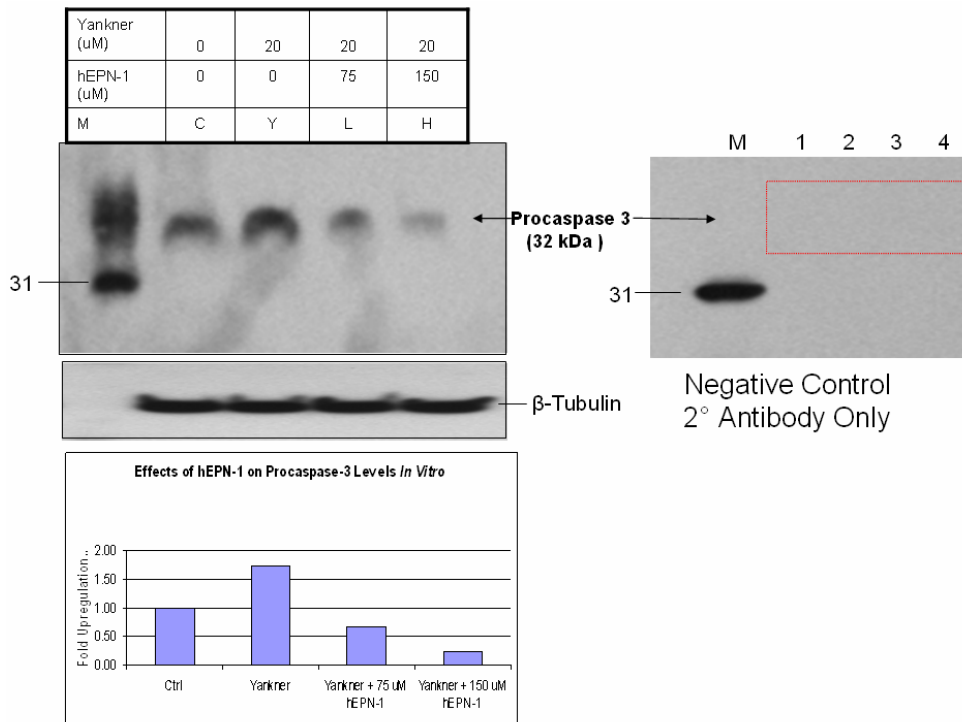 Yankner
(uM)
0
20
20
20
hEPN-1
(uM)
0
0
75
150
M
C
Y
L
H
M 1 2 3 4
Procaspase 3
(32 kDa )
31
31
β-Tubulin
Negative Control
2° Antibody Only
Effects of hEPN-1 on Procaspase-3 Levels In Vitro
Fold Upregulation..
2.00
1.50
1.00
0.50
0.00
Ctrl
Yankner
Yankner + 75 uM
hEPN-1
Yankner + 150 uM
hEPN-1